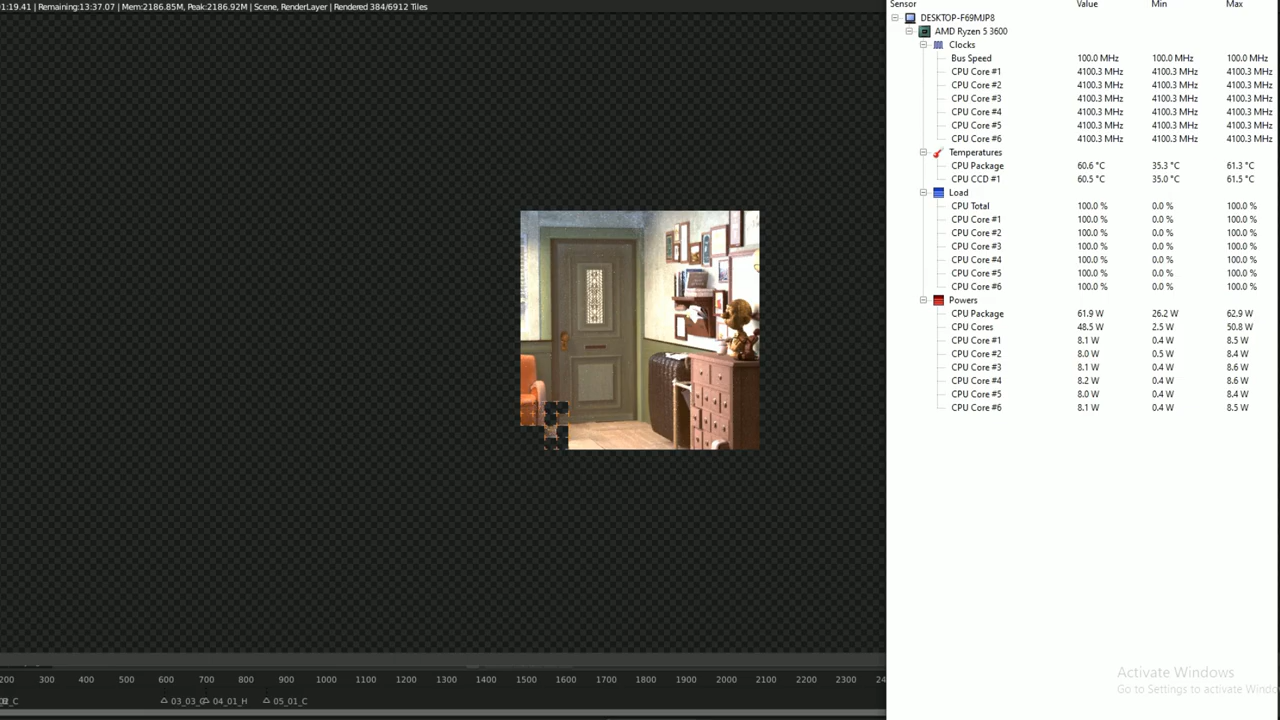 :19.41 | Remaining:13:37.07 | Mem:2186.85M, Peak:2186.92M | Scene, RenderLayer | Rendered 384/6912 Tiles
Sensor Value Min Max
DESKTOP-F69MJP8
AMD Ryzen 5 3600
Clocks
Bus Speed 100.0 MHz 100.0 MHz 100.0 MHz
CPU Core #1 4100.3 MHz 4100.3 MHz 4100.3 MHz
CPU Core #2 4100.3 MHz 4100.3 MHz 4100.3 MHz
CPU Core #3 4100.3 MHz 4100.3 MHz 4100.3 MHz
CPU Core #4 4100.3 MHz 4100.3 MHz 4100.3 MHz
CPU Core #5 4100.3 MHz 4100.3 MHz 4100.3 MHz
CPU Core #6 4100.3 MHz 4100.3 MHz 4100.3 MHz
Temperatures
CPU Package 60.6 °C 35.3 °C 61.3 °C
CPU CCD #1 60.5 °C 35.0 °C 61.5 °C
Load
CPU Total 100.0 % 0.0 % 100.0 %
CPU Core #1 100.0 % 0.0 % 100.0 %
CPU Core #2 100.0 % 0.0 % 100.0 %
CPU Core #3 100.0 % 0.0 % 100.0 %
CPU Core #4 100.0 % 0.0 % 100.0 %
CPU Core #5 100.0 % 0.0 % 100.0 %
CPU Core #6 100.0 % 0.0 % 100.0 %
Powers
CPU Package 61.9 W 26.2 W 62.9 W
CPU Cores 48.5 W 2.5 W 50.8 W
CPU Core #1 8.1 W 0.4 W 8.5 W
CPU Core #2 8.0 W 0.5 W 8.4 W
CPU Core #3 8.1 W 0.4 W 8.6 W
CPU Core #4 8.2 W 0.4 W 8.6 W
CPU Core #5 8.0 W 0.4 W 8.4 W
CPU Core #6 8.1 W 0.4 W 8.5 W
Activate Windows
Go to Settings to activate Wind
200 300 400 500 600 700 800 900 1000 1100 1200 1300 1400 1500 1600 1700 1800 1900 2000 2100 2200 2300 24
03_03_ 04_01_H 05_01_C